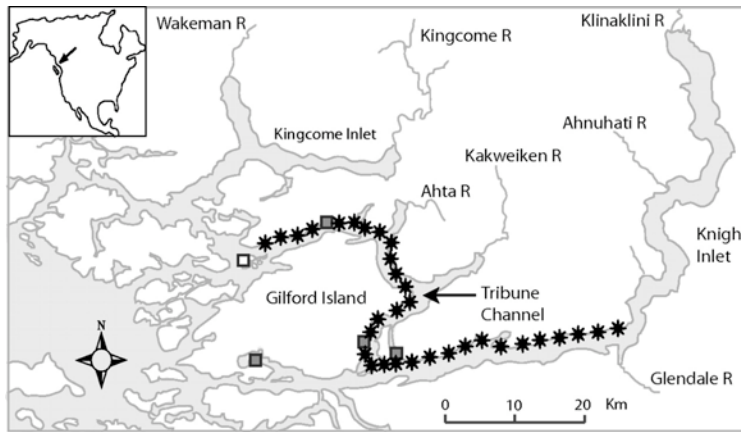 Wakeman R
Kingcome R
Klinaklini R
Kingcome Inlet
Ahnuhati R
Kakweiken R
Ahta R
Knigh
Inlet
Gilford Island
Tribune
Channel
N
Glendale R
0 10 20 Km